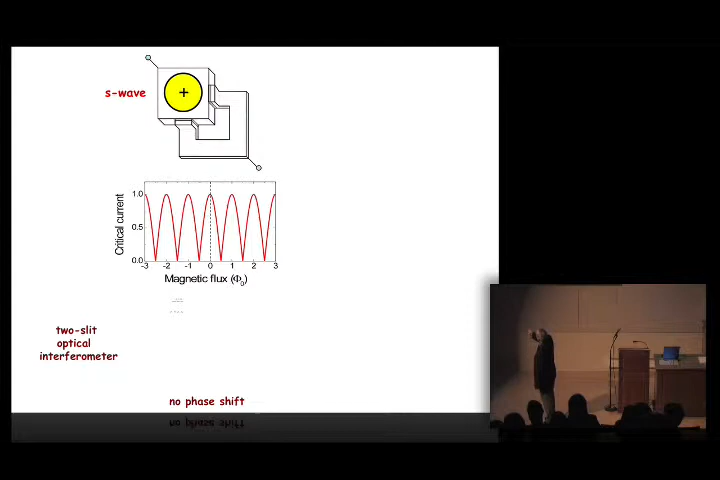 s-wave
+
Critical current
1.0
0.5
0.0
-3 -2 -1 0 1 2 3
Magnetic flux (Φ0)
two-slit
optical
interferometer
no phase shift